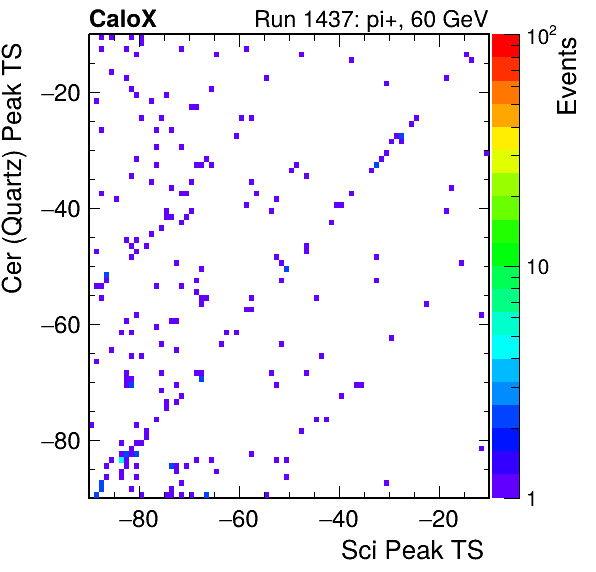 CaloX Run 1437: pi+, 60 GeV
Cer (Quartz) Peak TS
−20
−40
−60
−80
−80 −60 −40 −20
Sci Peak TS
10²
10
1
Events